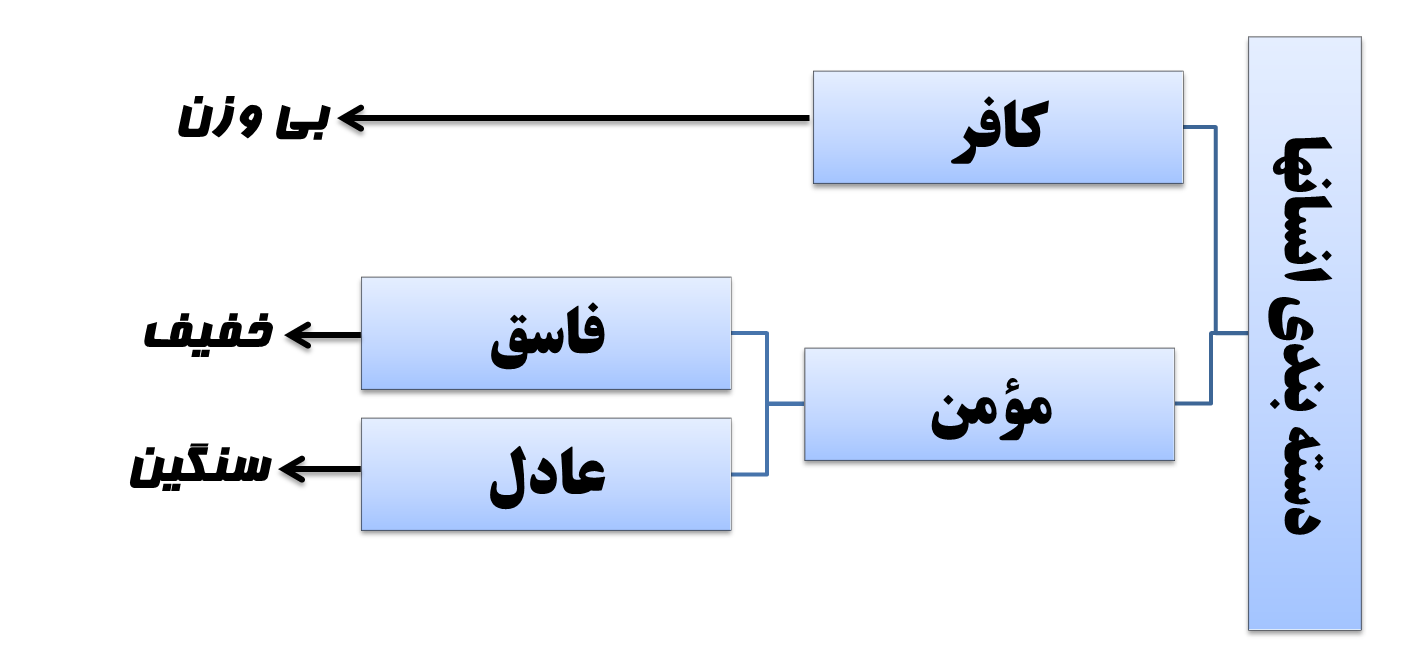 دسته بندی انسانها
کافر
بی وزن
مؤمن
فاسق
خفیف
عادل
سنگین